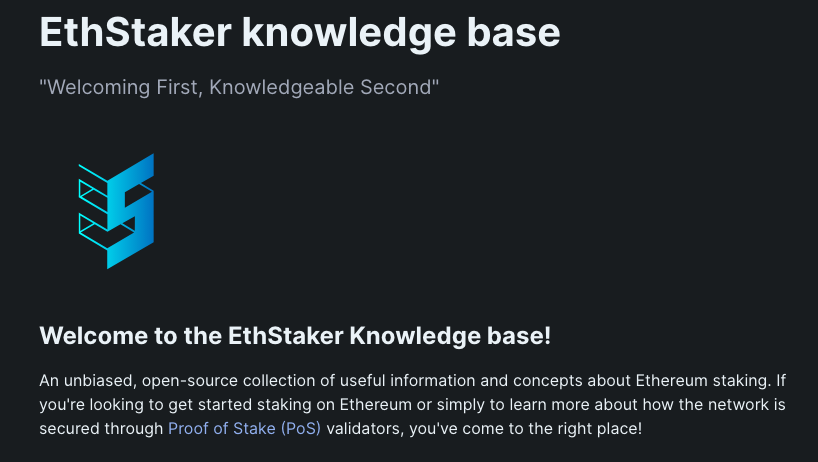 EthStaker knowledge base
"Welcoming First, Knowledgeable Second"
Welcome to the EthStaker Knowledge base!
An unbiased, open-source collection of useful information and concepts about Ethereum staking. If
you're looking to get started staking on Ethereum or simply to learn more about how the network is
secured through Proof of Stake (PoS) validators, you've come to the right place!